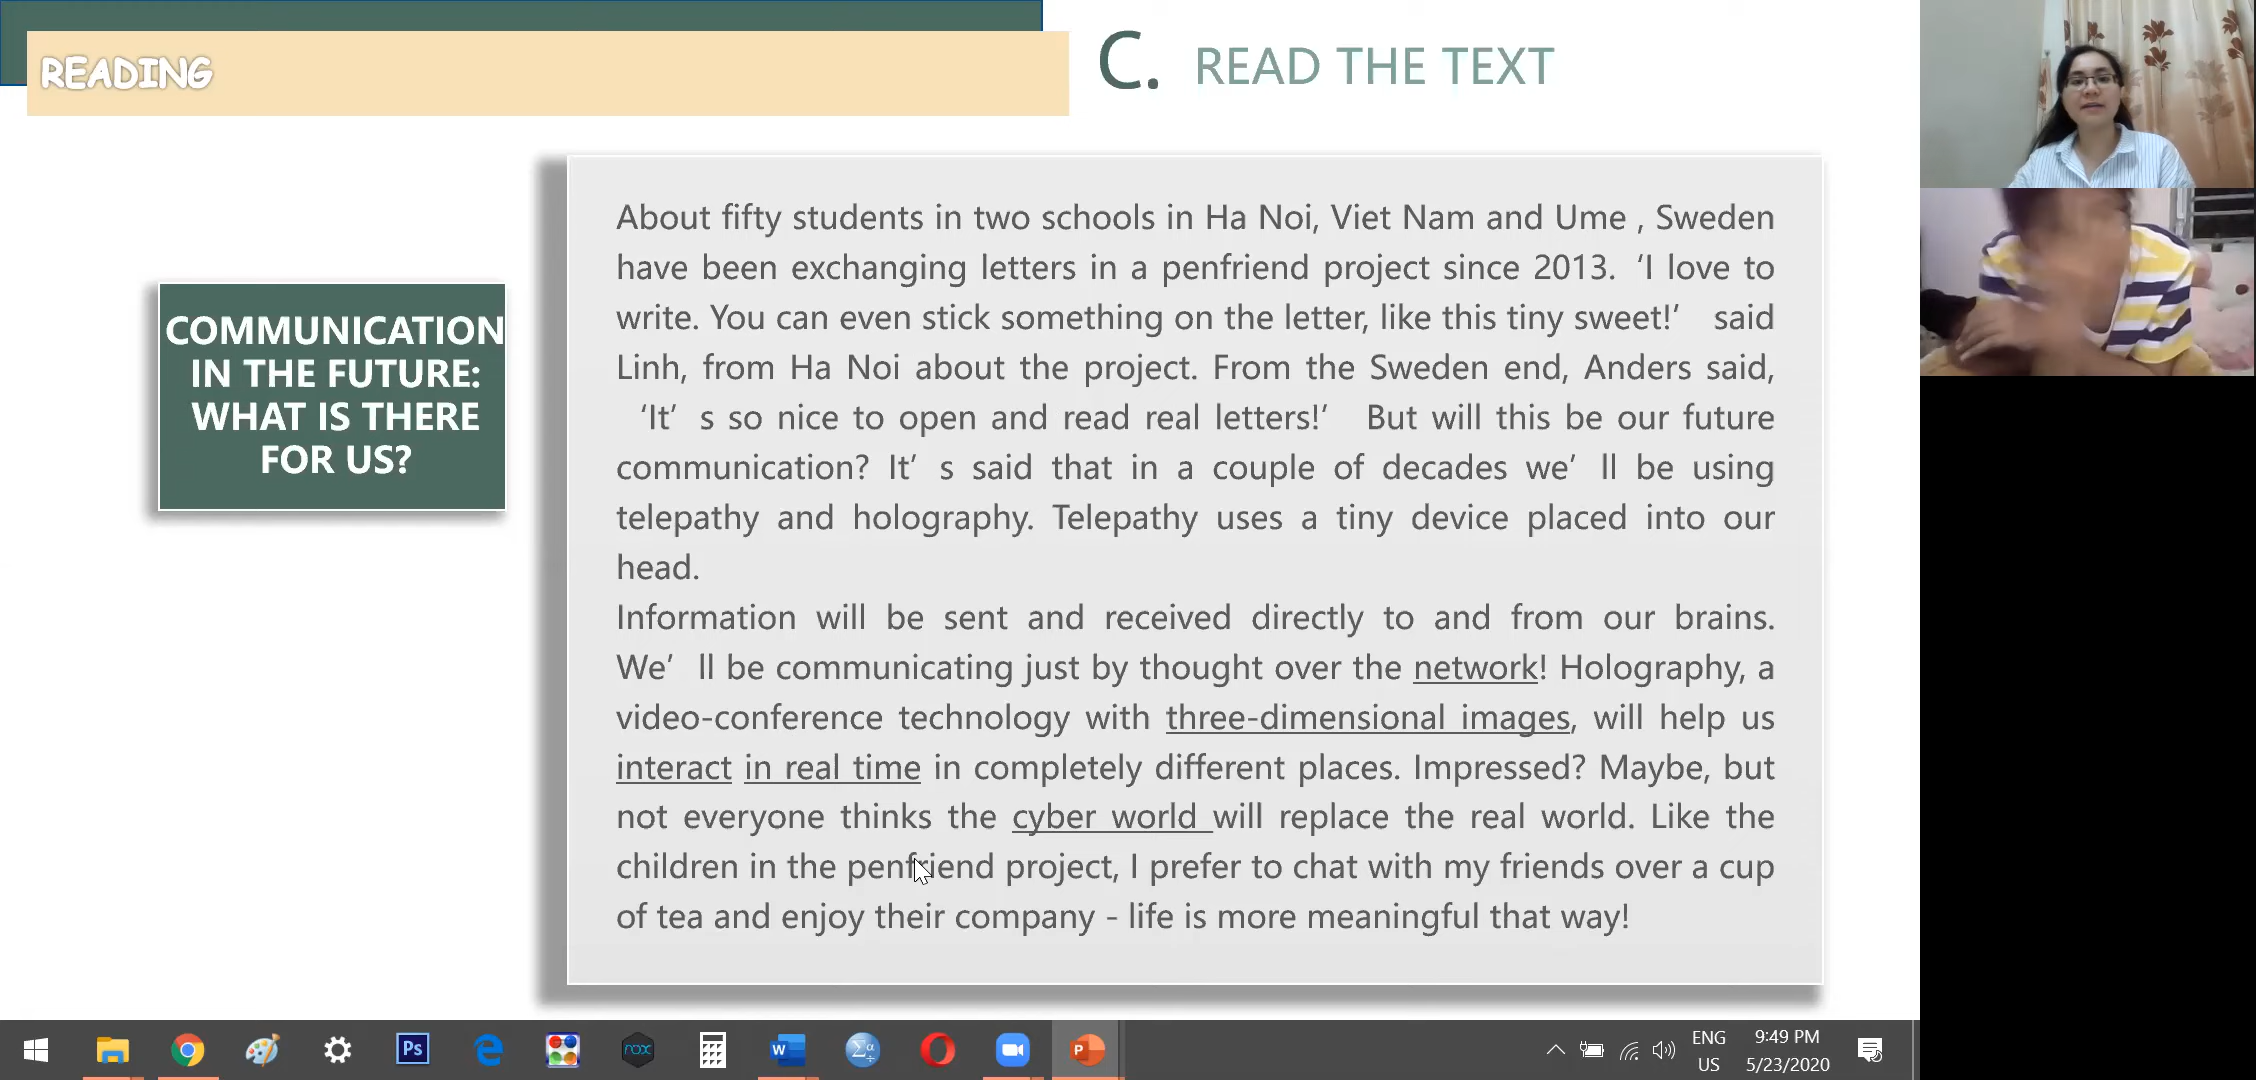 READING
C. READ THE TEXT
COMMUNICATION
IN THE FUTURE:
WHAT IS THERE
FOR US?
About fifty students in two schools in Ha Noi, Viet Nam and Ume , Sweden
have been exchanging letters in a penfriend project since 2013. ‘I love to
write. You can even stick something on the letter, like this tiny sweet!’ said
Linh, from Ha Noi about the project. From the Sweden end, Anders said,
‘It’ s so nice to open and read real letters!’ But will this be our future
communication? It’ s said that in a couple of decades we’ ll be using
telepathy and holography. Telepathy uses a tiny device placed into our
head.
Information will be sent and received directly to and from our brains.
We’ ll be communicating just by thought over the network! Holography, a
video-conference technology with three-dimensional images, will help us
interact in real time in completely different places. Impressed? Maybe, but
not everyone thinks the cyber world will replace the real world. Like the
children in the penfriend project, I prefer to chat with my friends over a cup
of tea and enjoy their company - life is more meaningful that way!
Ps
nox
W
Σα
P
ENG
US
9:49 PM
5/23/2020